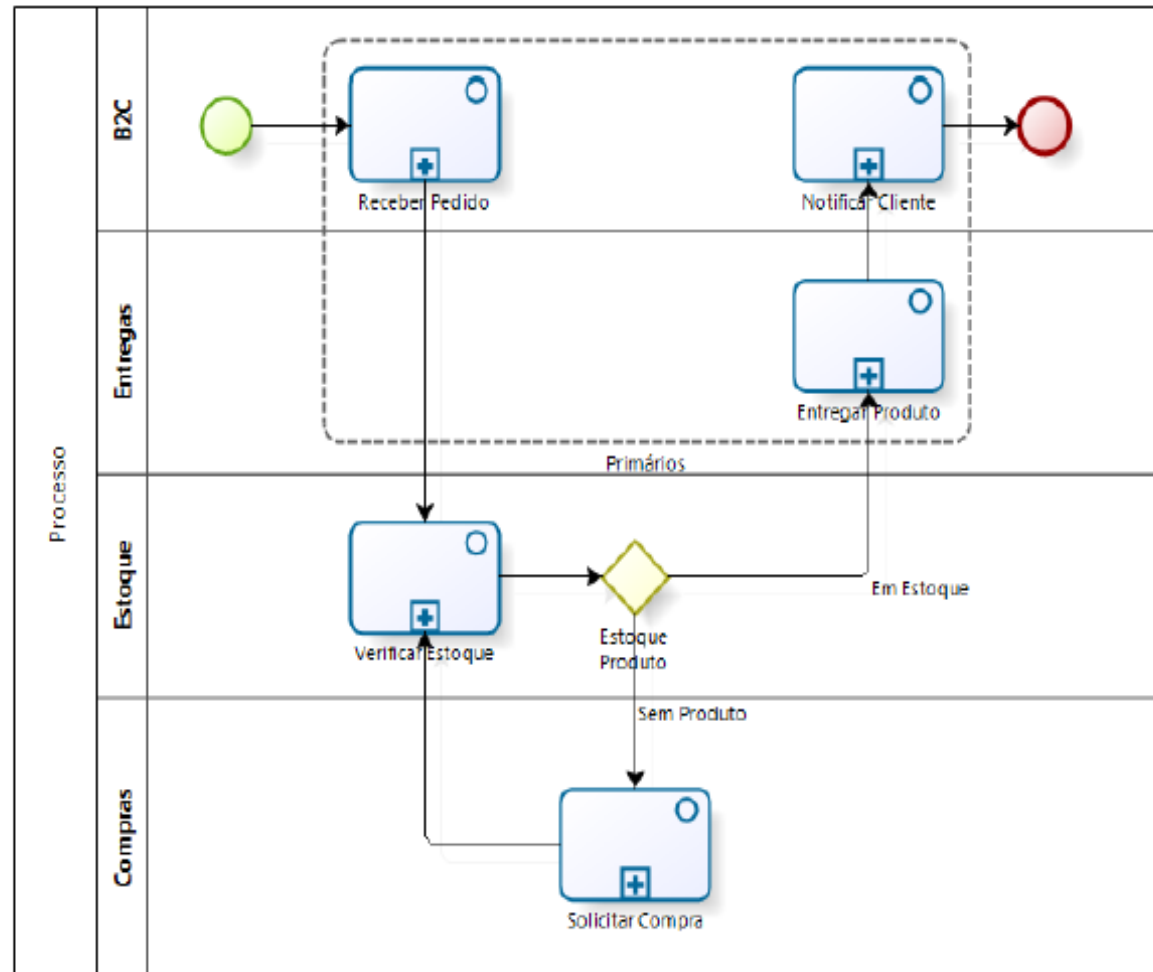 Processo
B2C
Receber Pedido
Notificar Cliente
Entregas
Entregar Produto
Primários
Estoque
Verificar Estoque
Estoque
Produto
Em Estoque
Sem Produto
Compras
Solicitar Compra